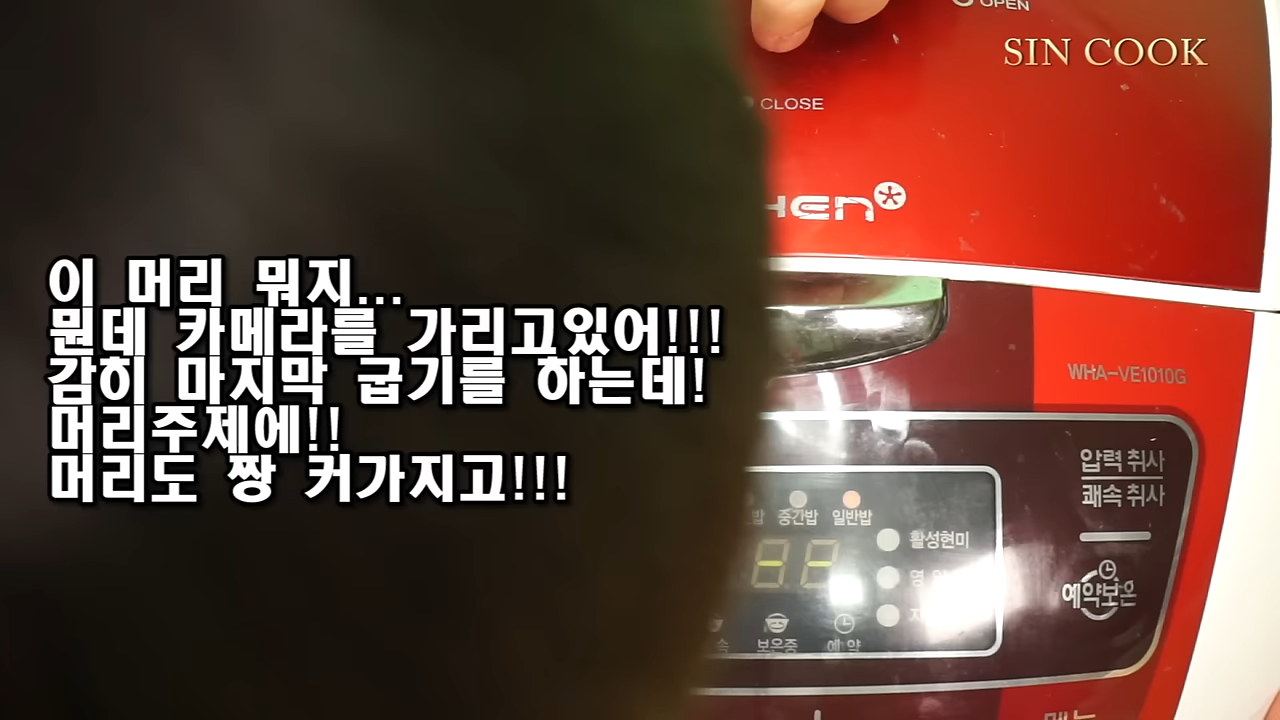 OPEN
SIN COOK
CLOSE
HEN
이 머리 뭐지...
뭔데 카메라를 가리고있어!!!
감히 마지막 굽기를 하는데!
머리주제에!!
머리도 짱 커가지고!!!
WHA-VE1010G
압력 취사
쾌속 취사
중간밥 일반밥
활성현미
예약보온
보온중 예약